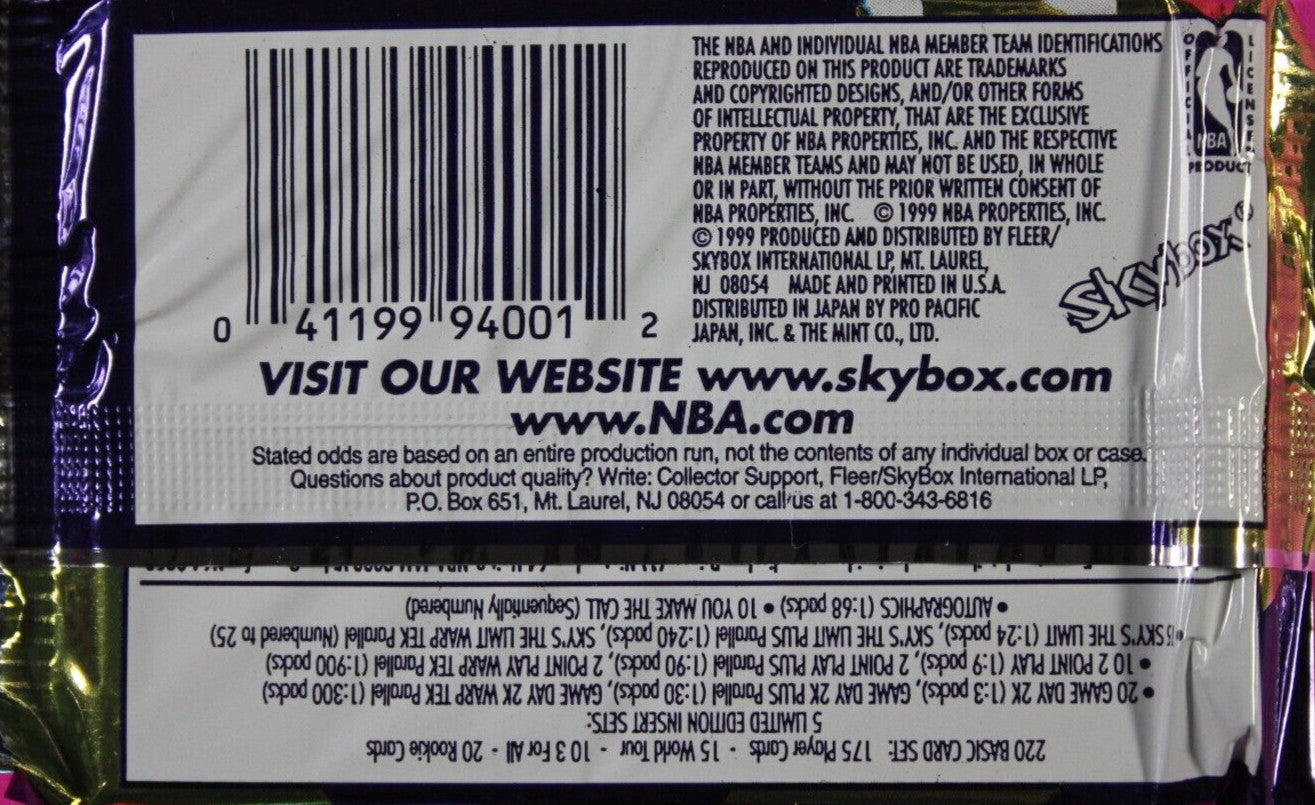 THE NBA AND INDIVIDUAL NBA MEMBER TEAM IDENTIFICATIONS
REPRODUCED ON THIS PRODUCT ARE TRADEMARKS
AND COPYRIGHTED DESIGNS, AND/OR OTHER FORMS
OF INTELLECTUAL PROPERTY, THAT ARE THE EXCLUSIVE
PROPERTY OF NBA PROPERTIES, INC. AND THE RESPECTIVE
NBA MEMBER TEAMS AND MAY NOT BE USED, IN WHOLE
OR IN PART, WITHOUT THE PRIOR WRITTEN CONSENT OF
NBA PROPERTIES, INC. © 1999 NBA PROPERTIES, INC.
© 1999 PRODUCED AND DISTRIBUTED BY FLEER/
SKYBOX INTERNATIONAL LP, MT. LAUREL,
NJ 08054 MADE AND PRINTED IN U.S.A.
DISTRIBUTED IN JAPAN BY PRO PACIFIC
JAPAN, INC. & THE MINT CO., LTD.
OFFICIAL
LICENSED
NBA
PRODUCT
SkyBox®
0 41199 94001 2
VISIT OUR WEBSITE www.skybox.com
www.NBA.com
Stated odds are based on an entire production run, not the contents of any individual box or case.
Questions about product quality? Write: Collector Support, Fleer/SkyBox International LP,
P.O. Box 651, Mt. Laurel, NJ 08054 or call us at 1-800-343-6816
220 BASIC CARD SET: 175 Player Cards - 15 World Tour - 10 3 For All - 20 Rookie Cards
5 LIMITED EDITION INSERT SETS:
• 20 GAME DAY 2K (1:3 packs), GAME DAY 2K PLUS Parallel (1:30 packs), GAME DAY 2K WARP TEK Parallel (1:300 packs)
• 10 2 POINT PLAY (1:9 packs), 2 POINT PLAY PLUS Parallel (1:90 packs), 2 POINT PLAY WARP TEK Parallel (1:900 packs)
• 15 SKY'S THE LIMIT (1:24 packs), SKY'S THE LIMIT PLUS Parallel (1:240 packs), SKY'S THE LIMIT WARP TEK Parallel (Numbered to 25)
• AUTOGRAPHICS (1:68 packs) • 10 YOU MAKE THE CALL (Sequentially Numbered)